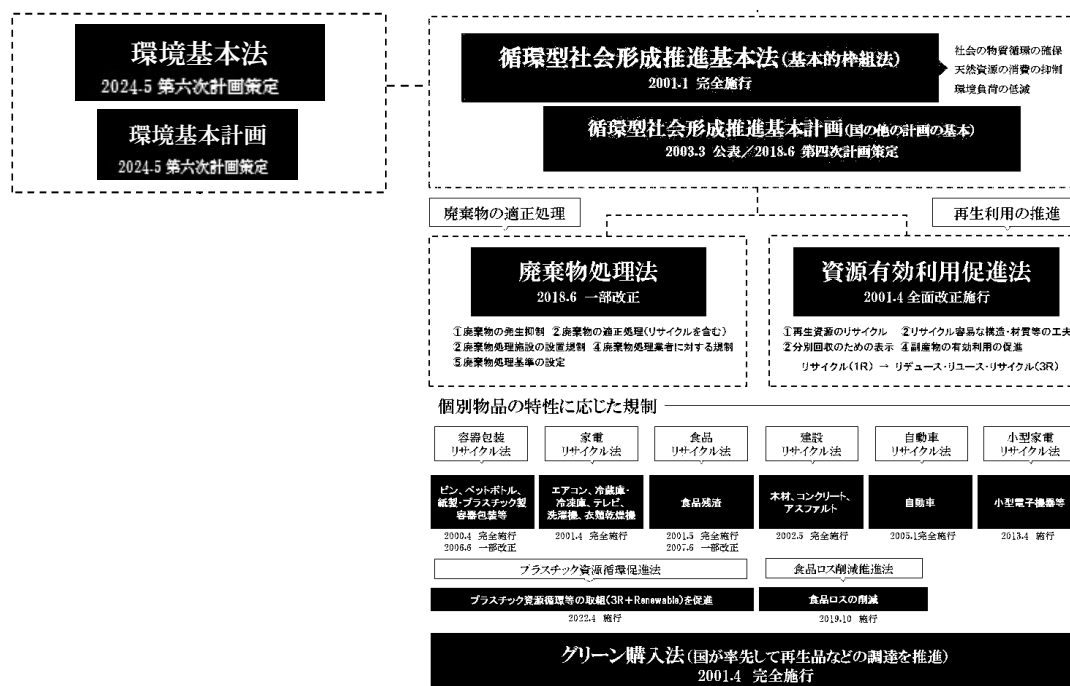 環境基本法
2024.5 第六次計画策定
環境基本計画
2024.5 第六次計画策定
循環型社会形成推進基本法(基本的枠組法)
2001.1 完全施行
社会の物質循環の確保
天然資源の消費の抑制
環境負荷の低減
循環型社会形成推進基本計画(国の他の計画の基本)
2003.3 公表/2018.6 第四次計画策定
廃棄物の適正処理
再生利用の推進
廃棄物処理法
2018.6 一部改正
①廃棄物の発生抑制 ②廃棄物の適正処理(リサイクルを含む)
②廃棄物処理施設の設置規制 ④廃棄物処理業者に対する規制
⑤廃棄物処理基準の設定
資源有効利用促進法
2001.4 全面改正施行
①再生資源のリサイクル ②リサイクル容易な構造・材質等の工夫
②分別回収のための表示 ④副産物の有効利用の促進
リサイクル(1R) → リデュース・リユース・リサイクル(3R)
個別物品の特性に応じた規制
容器包装
リサイクル法
ビン、ペットボトル、
紙製・プラスチック製
容器包装等
2000.4 完全施行
2006.6 一部改正
家電
リサイクル法
エアコン、冷蔵庫・
冷凍庫、テレビ、
洗濯機、衣類乾燥機
2001.4 完全施行
食品
リサイクル法
食品残渣
2001.5 完全施行
2007.6 一部改正
建設
リサイクル法
木材、コンクリート、
アスファルト
2002.5 完全施行
自動車
リサイクル法
自動車
2005.1完全施行
小型家電
リサイクル法
小型電子機器等
2013.4 施行
プラスチック資源循環促進法
プラスチック資源循環等の取組(3R+Renewable)を促進
2022.4 施行
食品ロス削減推進法
食品ロスの削減
2019.10 施行
グリーン購入法(国が率先して再生品などの調達を推進)
2001.4 完全施行